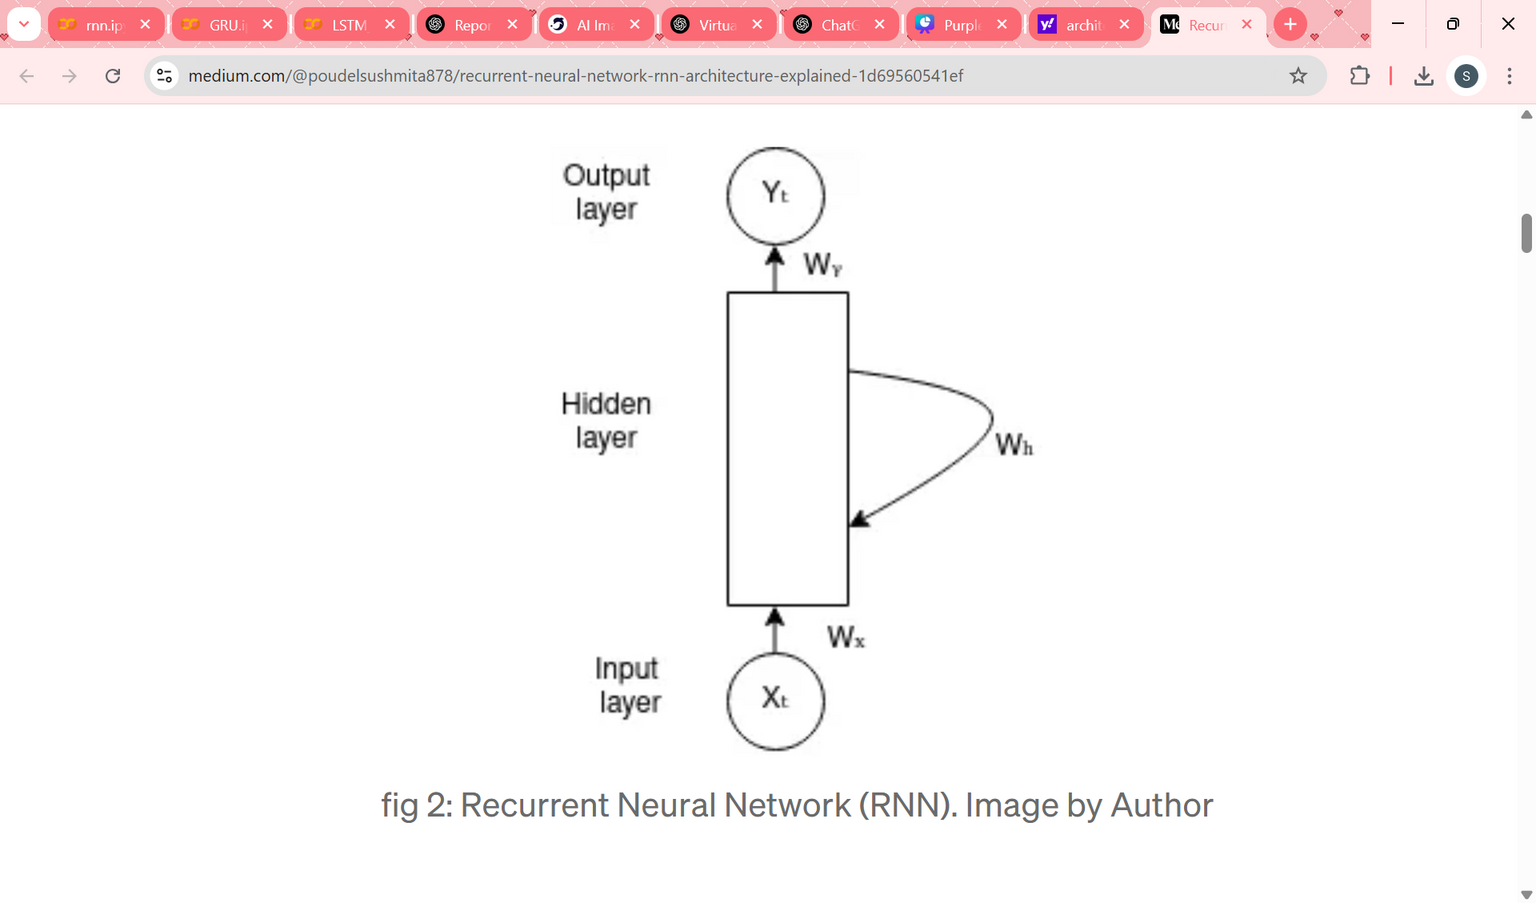 rnn.ip
GRU.i
LSTM
Repor
AI Im
Virtua
Chat
Purpl
archit
Recur
medium.com/@poudelsushmita878/recurrent-neural-network-rnn-architecture-explained-1d69560541ef
S
Output
layer
Yt
WY
Hidden
layer
Wh
Wx
Input
layer
Xt
fig 2: Recurrent Neural Network (RNN). Image by Author